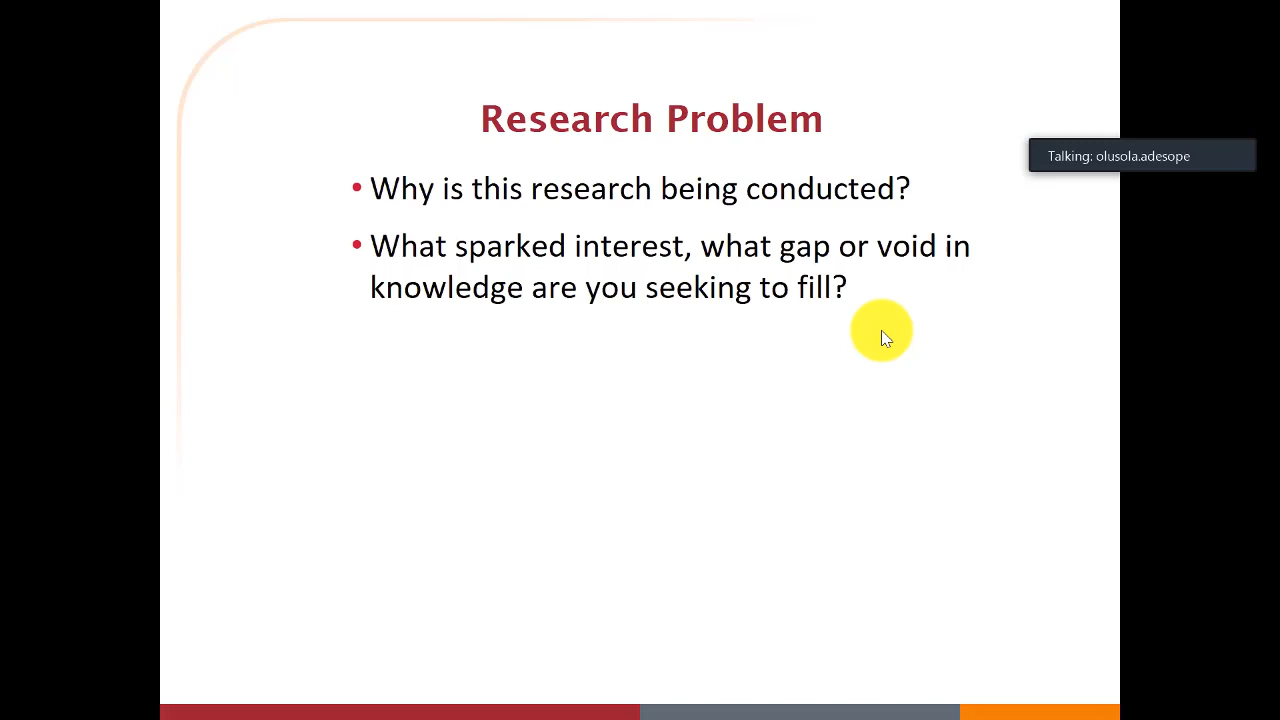 Research Problem
Talking: olusola.adesope
• Why is this research being conducted?
• What sparked interest, what gap or void in
knowledge are you seeking to fill?